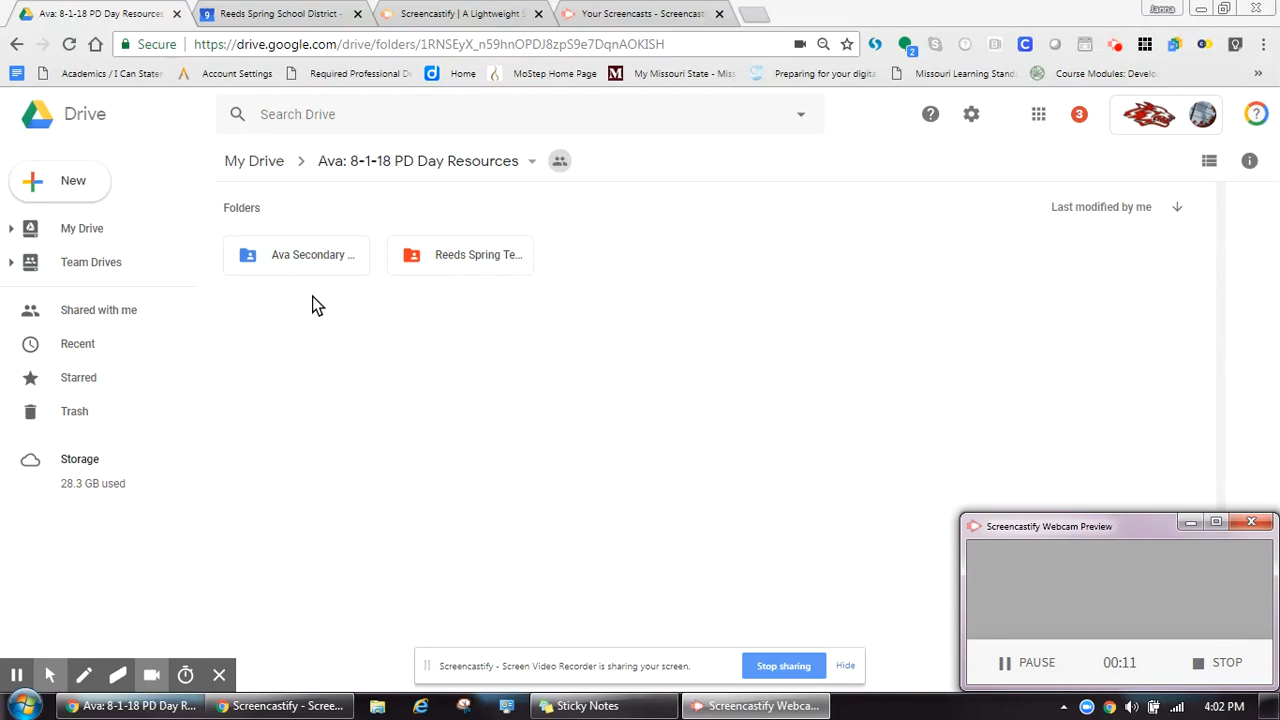 Ava: 8-1-18 PD Day Resources
Reeds Spring School District -
Screencastify | A Lightweight S
Your Screencasts - Screencast
Janna
Secure
https://drive.google.com/drive/folders/1RNSEyX_n59hnOPDJ8zpS9e7DqnAOKISH
2
Academics / I Can State
Account Settings
Required Professional De
Home
MoStep Home Page
My Missouri State - Miss
Preparing for your digita
Missouri Learning Stand
Course Modules: Develo
Drive
Search Drive
3
My Drive
Ava: 8-1-18 PD Day Resources
New
Folders
Last modified by me
My Drive
Ava Secondary ...
Reeds Spring Te...
Team Drives
Shared with me
Recent
Starred
Trash
Storage
28.3 GB used
Screencastify Webcam Preview
Screencastify - Screen Video Recorder is sharing your screen.
Stop sharing
Hide
PAUSE
00:11
STOP
Ava: 8-1-18 PD Day R...
Screencastify - Scree...
Sticky Notes
Screencastify Webca...
4:02 PM